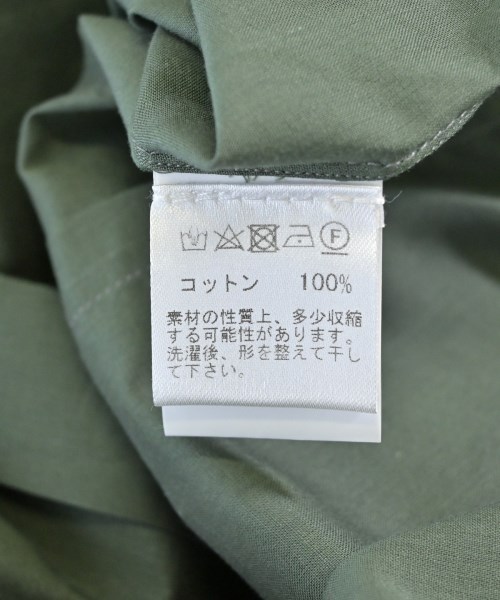 F
コットン 100%
素材の性質上、多少収縮
する可能性があります。
洗濯後、形を整えて干し
て下さい。